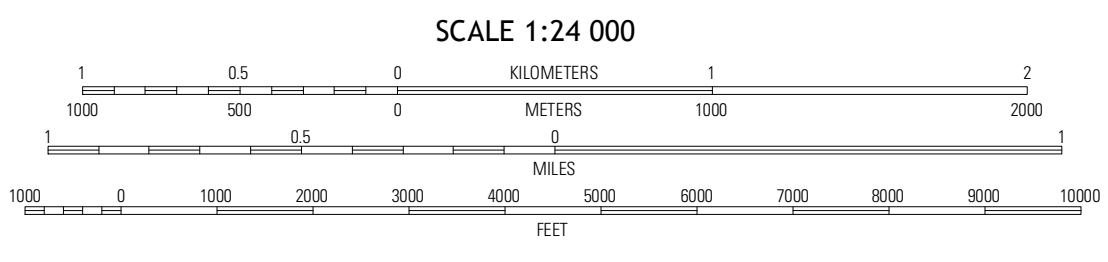 SCALE 1:24 000
1 0.5 0 KILOMETERS 1 2
1000 500 0 METERS 1000 2000
1 0.5 0 1
MILES
1000 0 1000 2000 3000 4000 5000 6000 7000 8000 9000 10000
FEET